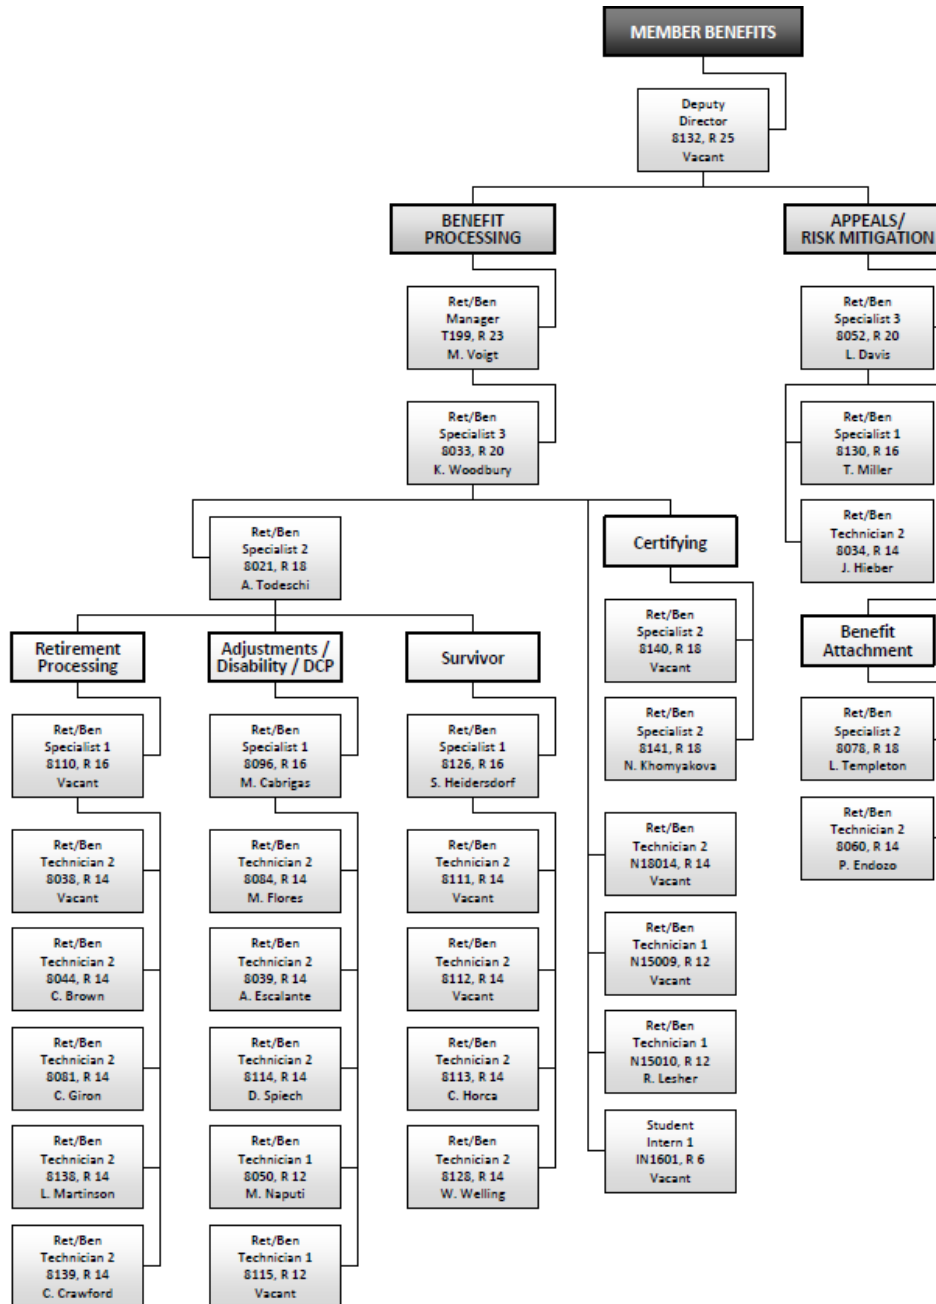 MEMBER BENEFITS
Deputy
Director
8132, R 25
Vacant
BENEFIT
PROCESSING
Ret/Ben
Manager
T199, R 23
M. Voigt
Ret/Ben
Specialist 3
8033, R 20
K. Woodbury
Ret/Ben
Specialist 2
8021, R 18
A. Todeschi
Retirement
Processing
Ret/Ben
Specialist 1
8110, R 16
Vacant
Ret/Ben
Technician 2
8038, R 14
Vacant
Ret/Ben
Technician 2
8044, R 14
C. Brown
Ret/Ben
Technician 2
8081, R 14
C. Giron
Ret/Ben
Technician 2
8138, R 14
L. Martinson
Ret/Ben
Technician 2
8139, R 14
C. Crawford
Adjustments /
Disability / DCP
Ret/Ben
Specialist 1
8096, R 16
M. Cabrigas
Ret/Ben
Technician 2
8084, R 14
M. Flores
Ret/Ben
Technician 2
8039, R 14
A. Escalante
Ret/Ben
Technician 2
8114, R 14
D. Spiech
Ret/Ben
Technician 1
8050, R 12
M. Naputi
Ret/Ben
Technician 1
8115, R 12
Vacant
Survivor
Ret/Ben
Specialist 1
8126, R 16
S. Heidersdorf
Ret/Ben
Technician 2
8111, R 14
Vacant
Ret/Ben
Technician 2
8112, R 14
Vacant
Ret/Ben
Technician 2
8113, R 14
C. Horca
Ret/Ben
Technician 2
8128, R 14
W. Welling
Certifying
Ret/Ben
Specialist 2
8140, R 18
Vacant
Ret/Ben
Specialist 2
8141, R 18
N. Khomyakova
Ret/Ben
Technician 2
N18014, R 14
Vacant
Ret/Ben
Technician 1
N15009, R 12
Vacant
Ret/Ben
Technician 1
N15010, R 12
R. Lesher
Student
Intern 1
IN1601, R 6
Vacant
APPEALS/
RISK MITIGATION
Ret/Ben
Specialist 3
8052, R 20
L. Davis
Ret/Ben
Specialist 1
8130, R 16
T. Miller
Ret/Ben
Technician 2
8034, R 14
J. Hieber
Benefit
Attachment
Ret/Ben
Specialist 2
8078, R 18
L. Templeton
Ret/Ben
Technician 2
8060, R 14
P. Endozo